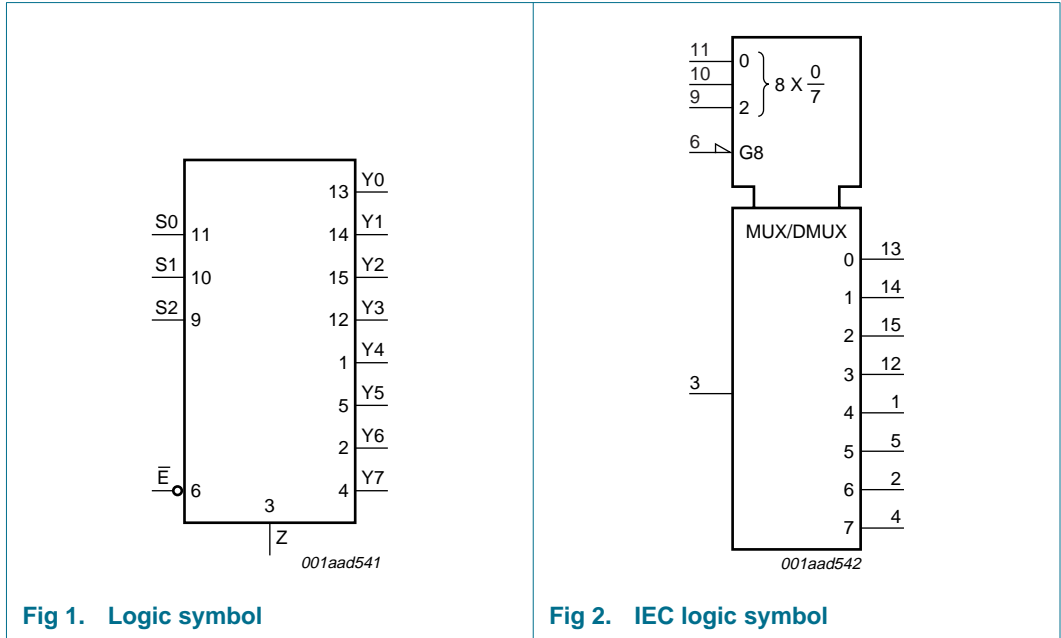 13 Y0
14 Y1
S0 11
15 Y2
S1 10
12 Y3
S2 9
1 Y4
5 Y5
2 Y6
E̅ 6
4 Y7
3
Z
001aad541
Fig 1. Logic symbol
11 0
10
9 2
8 X 0/7
6 G8
MUX/DMUX
0 13
1 14
2 15
3 12
3
4 1
5 5
6 2
7 4
001aad542
Fig 2. IEC logic symbol